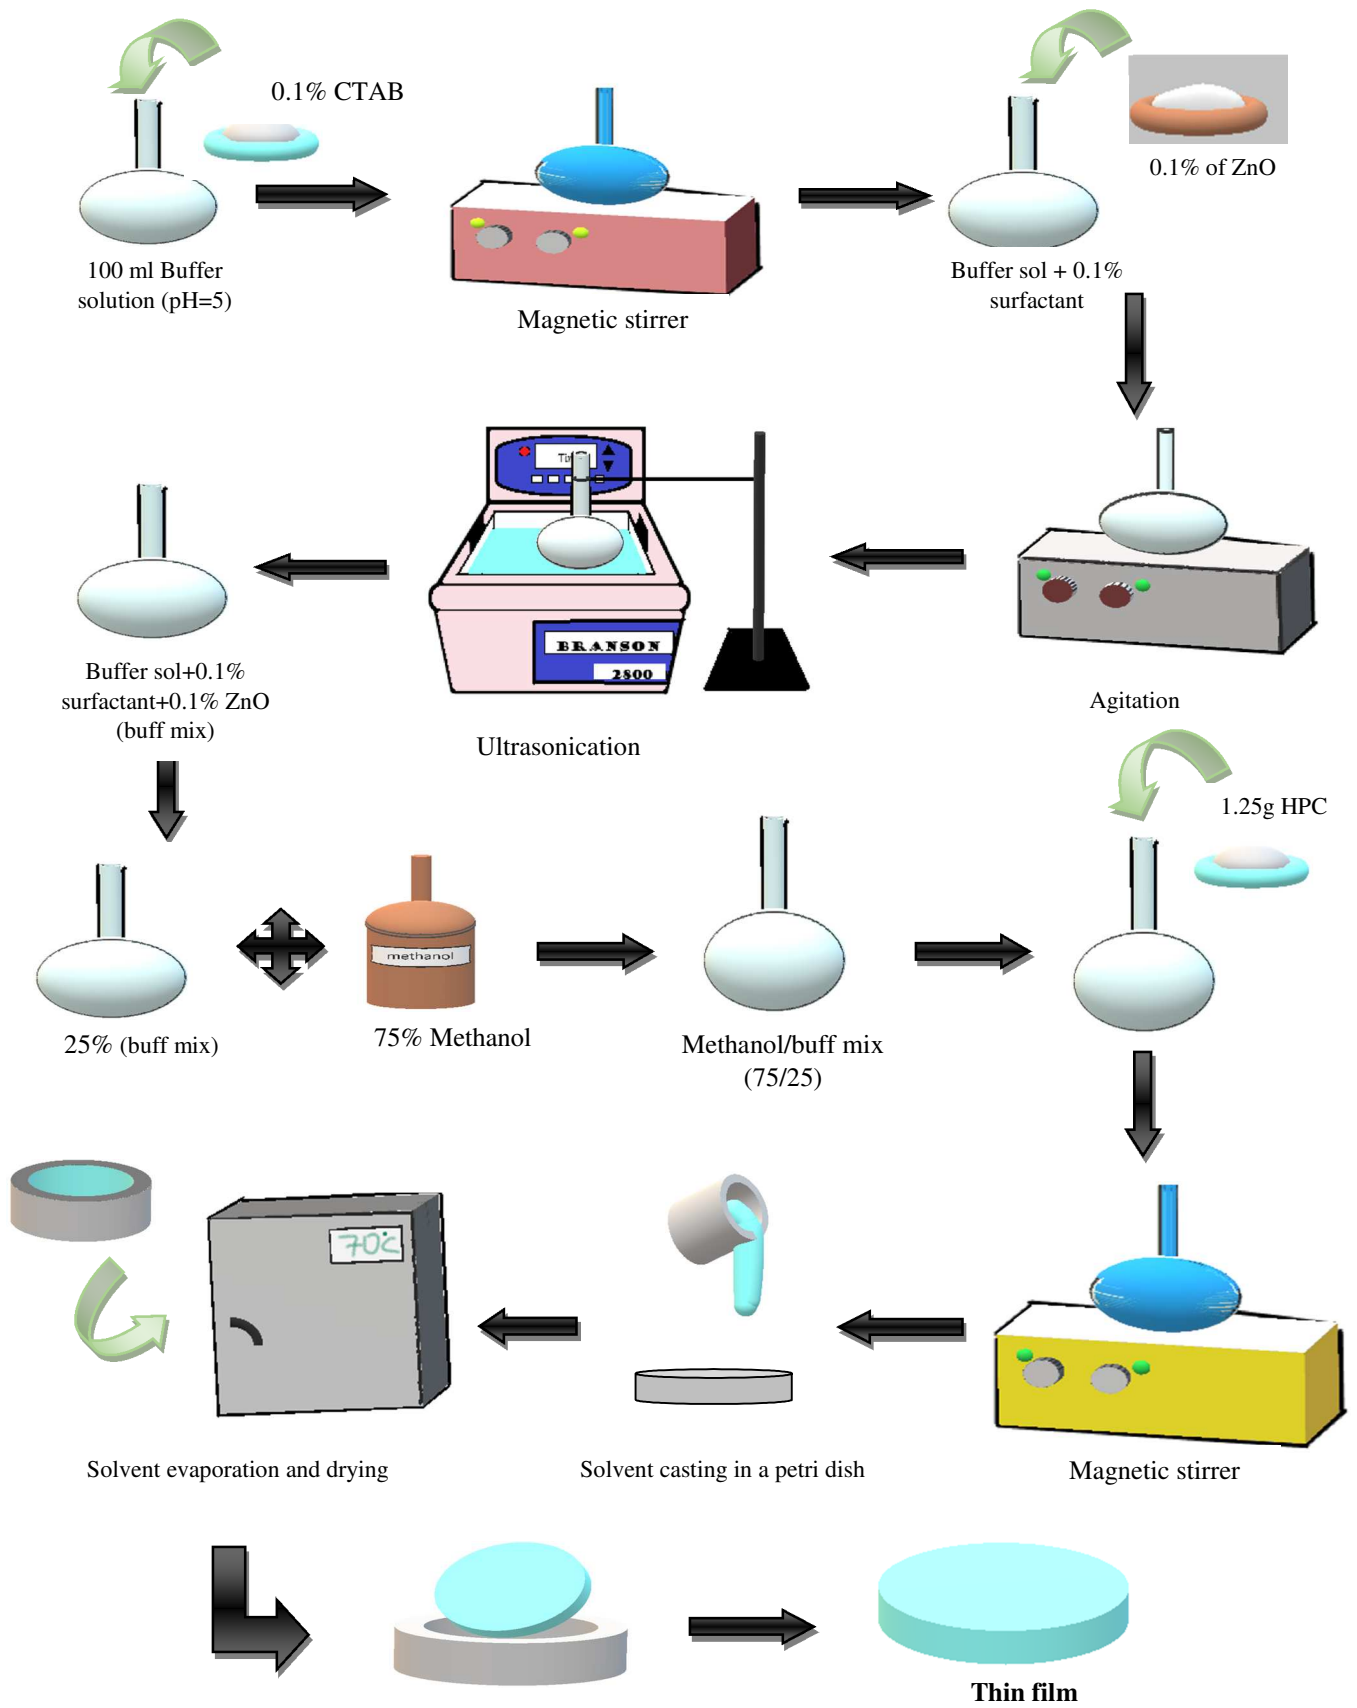 0.1% CTAB
100 ml Buffer
solution (pH=5)
Magnetic stirrer
0.1% of ZnO
Buffer sol + 0.1%
surfactant
Agitation
BRANSON
2800
Ultrasonication
Buffer sol+0.1%
surfactant+0.1% ZnO
(buff mix)
25% (buff mix)
methanol
75% Methanol
Methanol/buff mix
(75/25)
1.25g HPC
Magnetic stirrer
Solvent casting in a petri dish
70°c
Solvent evaporation and drying
Thin film